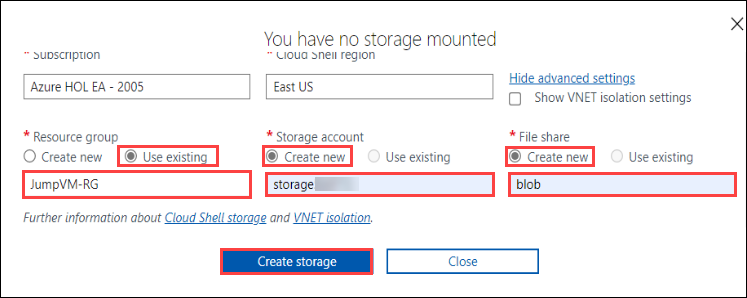 You have no storage mounted
* Subscription
* Cloud Shell region
Azure HOL EA - 2005
East US
Hide advanced settings
Show VNET isolation settings
* Resource group
* Storage account
* File share
Create new
Use existing
Create new
Use existing
Create new
Use existing
JumpVM-RG
storage
blob
Further information about Cloud Shell storage and VNET isolation.
Create storage
Close